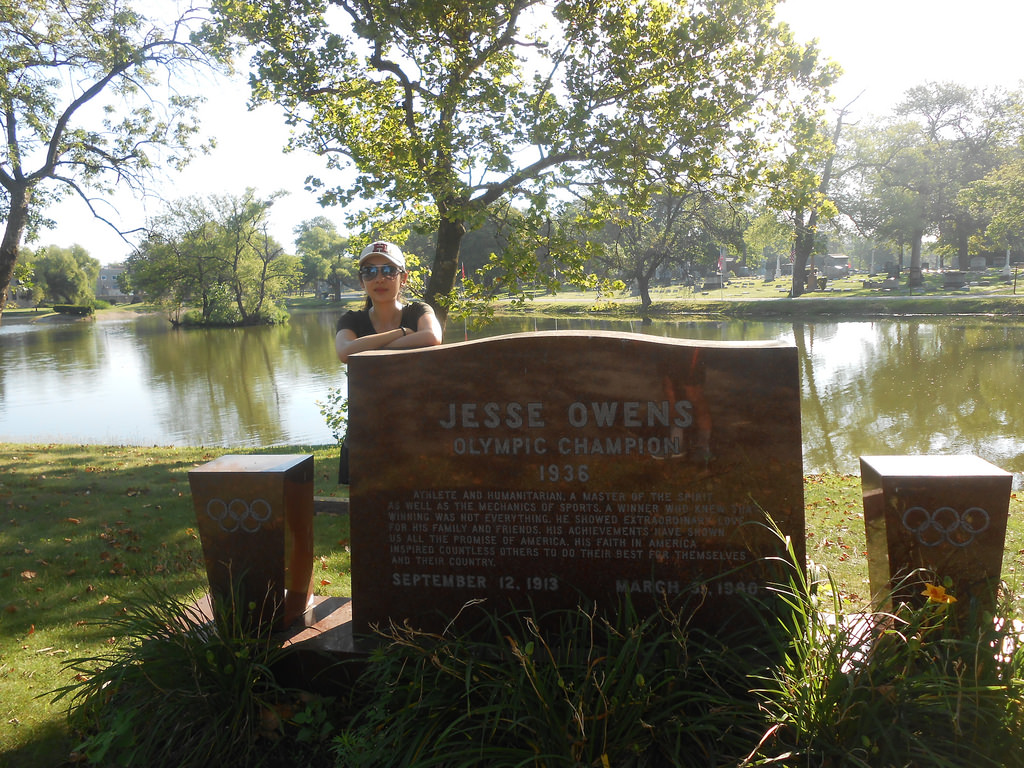 JESSE OWENS
OLYMPIC CHAMPION
1936
ATHLETE AND HUMANITARIAN, A MASTER OF THE SPIRIT
AS WELL AS THE MECHANICS OF SPORTS. A WINNER WHO KNEW THAT
WINNING WAS NOT EVERYTHING. HE SHOWED EXTRAORDINARY LOVE
FOR HIS FAMILY AND FRIENDS. HIS ACHIEVEMENTS HAVE SHOWN
US ALL THE PROMISE OF AMERICA. HIS FAITH IN AMERICA
INSPIRED COUNTLESS OTHERS TO DO THEIR BEST FOR THEMSELVES
AND THEIR COUNTRY.
SEPTEMBER 12, 1913 MARCH 31, 1980